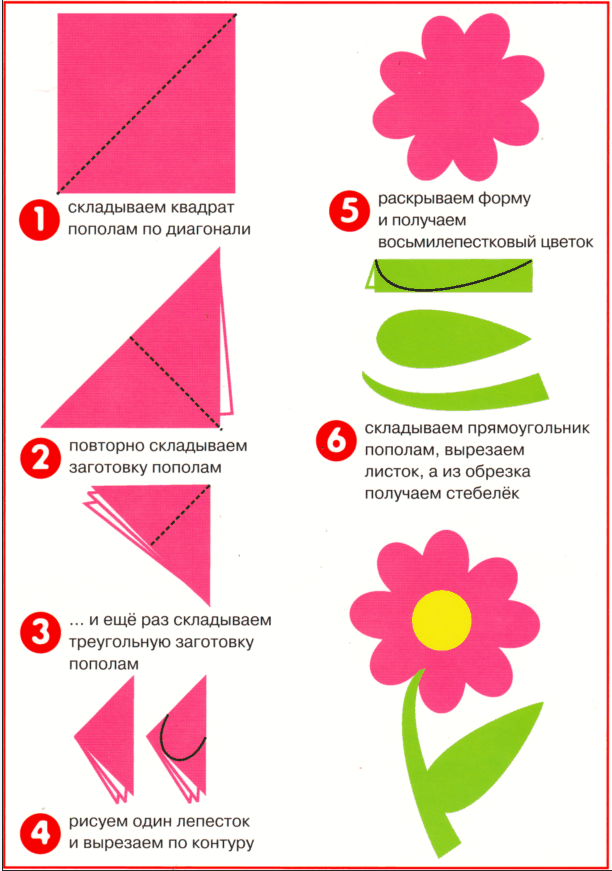 1 складываем квадрат
пополам по диагонали
2 повторно складываем
заготовку пополам
3 ... и ещё раз складываем
треугольную заготовку
пополам
4 рисуем один лепесток
и вырезаем по контуру
5 раскрываем форму
и получаем
восьмилепестковый цветок
6 складываем прямоугольник
пополам, вырезаем
листок, а из обрезка
получаем стебелёк